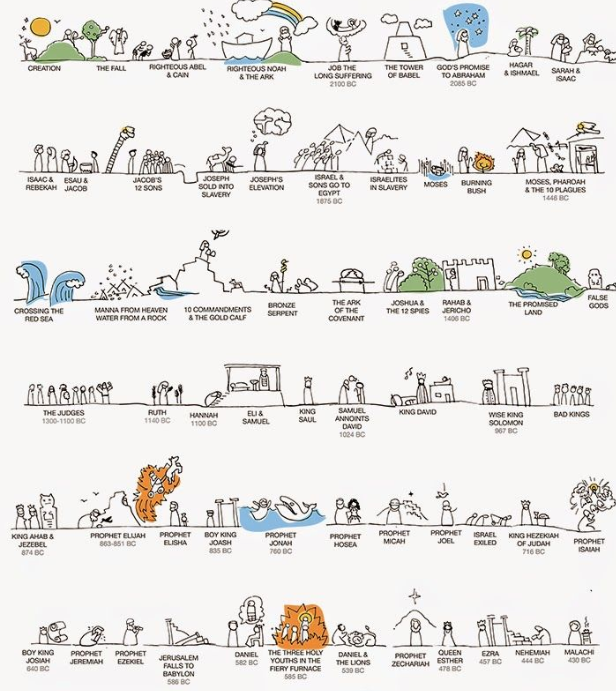 CREATION
THE FALL
RIGHTEOUS ABEL
& CAIN
RIGHTEOUS NOAH
& THE ARK
JOB THE
LONG SUFFERING
2100 BC
THE TOWER
OF BABEL
GOD'S PROMISE
TO ABRAHAM
2085 BC
HAGAR
& ISHMAEL
SARAH &
ISAAC
ISAAC &
REBEKAH
ESAU &
JACOB
JACOB'S
12 SONS
JOSEPH
SOLD INTO
SLAVERY
JOSEPH'S
ELEVATION
ISRAEL &
SONS GO TO
EGYPT
1875 BC
ISRAELITES
IN SLAVERY
MOSES
BURNING
BUSH
MOSES, PHAROAH
& THE 10 PLAGUES
1446 BC
CROSSING THE
RED SEA
MANNA FROM HEAVEN
WATER FROM A ROCK
10 COMMANDMENTS
& THE GOLD CALF
BRONZE
SERPENT
THE ARK
OF THE
COVENANT
JOSHUA &
THE 12 SPIES
RAHAB &
JERICHO
1406 BC
THE PROMISED
LAND
FALSE
GODS
THE JUDGES
1300-1100 BC
RUTH
1140 BC
HANNAH
1100 BC
ELI &
SAMUEL
KING
SAUL
SAMUEL
ANNOINTS
DAVID
1024 BC
KING DAVID
WISE KING
SOLOMON
967 BC
BAD KINGS
KING AHAB &
JEZEBEL
874 BC
PROPHET ELIJAH
863-851 BC
PROPHET
ELISHA
BOY KING
JOASH
835 BC
PROPHET
JONAH
760 BC
PROPHET
HOSEA
PROPHET
MICAH
PROPHET
JOEL
ISRAEL
EXILED
KING HEZEKIAH
OF JUDAH
716 BC
PROPHET
ISAIAH
BOY KING
JOSIAH
640 BC
PROPHET
JEREMIAH
PROPHET
EZEKIEL
JERUSALEM
FALLS TO
BABYLON
586 BC
DANIEL
582 BC
THE THREE HOLY
YOUTHS IN THE
FIERY FURNACE
585 BC
DANIEL &
THE LIONS
539 BC
PROPHET
ZECHARIAH
QUEEN
ESTHER
478 BC
EZRA
457 BC
NEHEMIAH
444 BC
MALACHI
430 BC